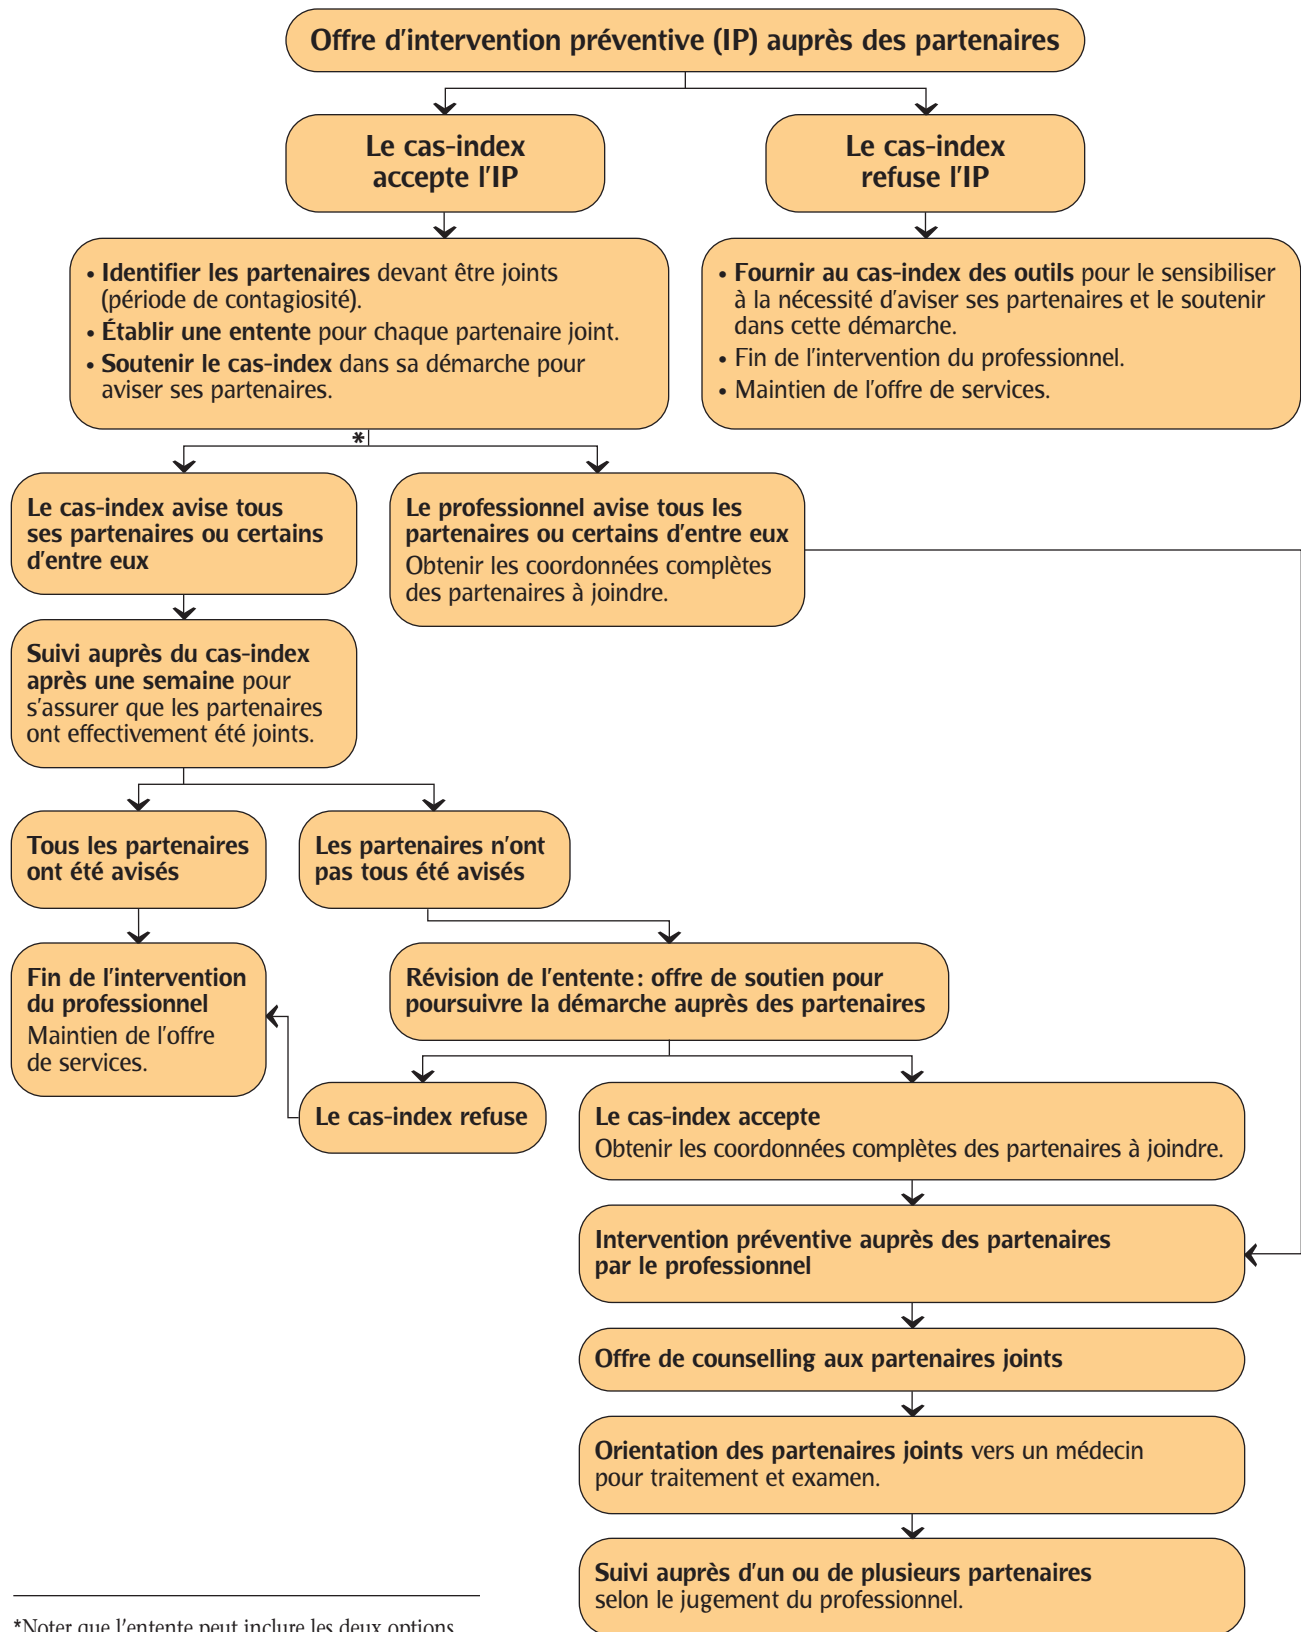 Offre d'intervention préventive (IP) auprès des partenaires
Le cas-index
accepte l'IP
Le cas-index
refuse l'IP
• Identifier les partenaires devant être joints
(période de contagiosité).
• Établir une entente pour chaque partenaire joint.
• Soutenir le cas-index dans sa démarche pour
aviser ses partenaires.
• Fournir au cas-index des outils pour le sensibiliser
à la nécessité d'aviser ses partenaires et le soutenir
dans cette démarche.
• Fin de l'intervention du professionnel.
• Maintien de l'offre de services.
*
Le cas-index avise tous
ses partenaires ou certains
d'entre eux
Le professionnel avise tous les
partenaires ou certains d'entre eux
Obtenir les coordonnées complètes
des partenaires à joindre.
Suivi auprès du cas-index
après une semaine pour
s'assurer que les partenaires
ont effectivement été joints.
Tous les partenaires
ont été avisés
Les partenaires n'ont
pas tous été avisés
Fin de l'intervention
du professionnel
Maintien de l'offre
de services.
Révision de l'entente : offre de soutien pour
poursuivre la démarche auprès des partenaires
Le cas-index refuse
Le cas-index accepte
Obtenir les coordonnées complètes des partenaires à joindre.
Intervention préventive auprès des partenaires
par le professionnel
Offre de counselling aux partenaires joints
Orientation des partenaires joints vers un médecin
pour traitement et examen.
Suivi auprès d'un ou de plusieurs partenaires
selon le jugement du professionnel.
*Noter que l'entente peut inclure les deux options